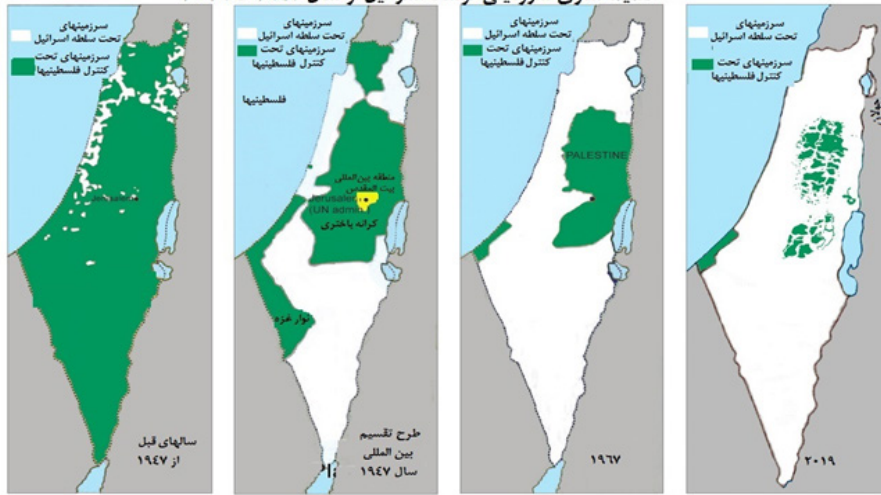 سرزمینهای
تحت سلطه اسرائیل
سرزمینهای تحت
کنترل فلسطینیها
Jerusalem
سالهای قبل
از ۱۹۴۷
سرزمینهای
تحت سلطه اسرائیل
سرزمینهای تحت
کنترل فلسطینیها
فلسطینیها
منطقه بین‌المللی
بیت المقدس
Jerusalem
(UN admin.)
کرانه باختری
نوار غزه
طرح تقسیم
بین المللی
سال ۱۹۴۷
سرزمینهای
تحت سلطه اسرائیل
سرزمینهای تحت
کنترل فلسطینیها
PALESTINE
۱۹۶۷
سرزمینهای
تحت سلطه اسرائیل
سرزمینهای تحت
کنترل فلسطینیها
جولان
۲۰۱۹